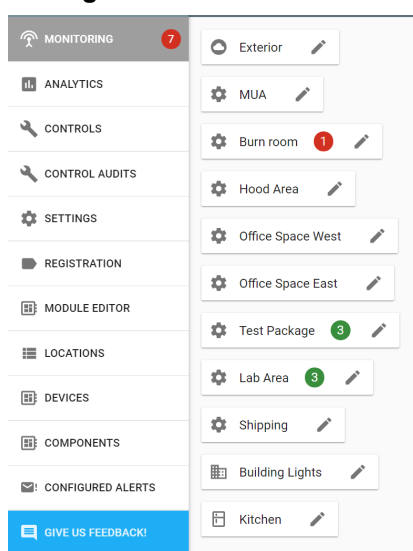 MONITORING 7
ANALYTICS
CONTROLS
CONTROL AUDITS
SETTINGS
REGISTRATION
MODULE EDITOR
LOCATIONS
DEVICES
COMPONENTS
CONFIGURED ALERTS
GIVE US FEEDBACK!
Exterior
MUA
Burn room 1
Hood Area
Office Space West
Office Space East
Test Package 3
Lab Area 3
Shipping
Building Lights
Kitchen